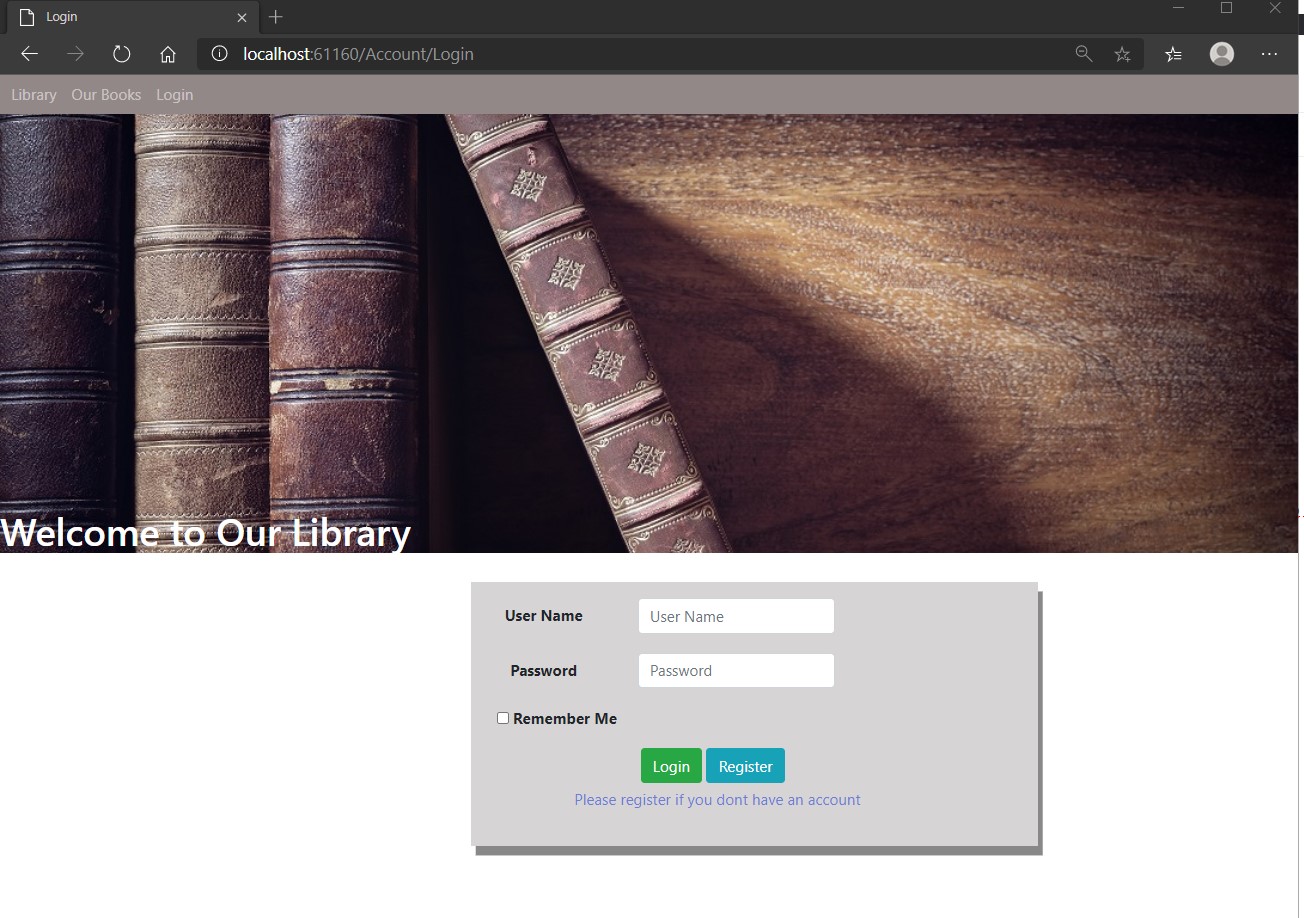 Login
localhost:61160/Account/Login
Library Our Books Login
Welcome to Our Library
User Name User Name
Password Password
Remember Me
Login Register
Please register if you dont have an account